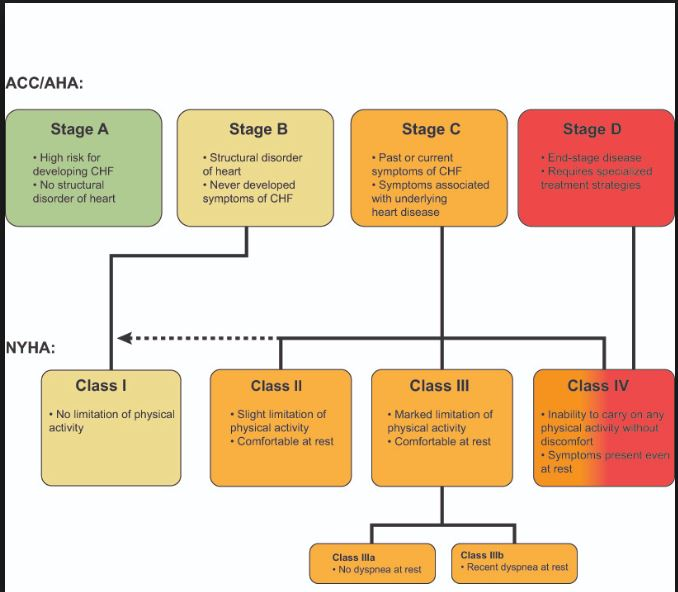 ACC/AHA:
Stage A
• High risk for
developing CHF
• No structural
disorder of heart
Stage B
• Structural disorder
of heart
• Never developed
symptoms of CHF
Stage C
• Past or current
symptoms of CHF
• Symptoms associated
with underlying
heart disease
Stage D
• End-stage disease
• Requires specialized
treatment strategies
NYHA:
Class I
• No limitation of physical
activity
Class II
• Slight limitation of
physical activity
• Comfortable at rest
Class III
• Marked limitation of
physical activity
• Comfortable at rest
Class IV
• Inability to carry on any
physical activity without
discomfort
• Symptoms present even
at rest
Class IIIa
• No dyspnea at rest
Class IIIb
• Recent dyspnea at rest